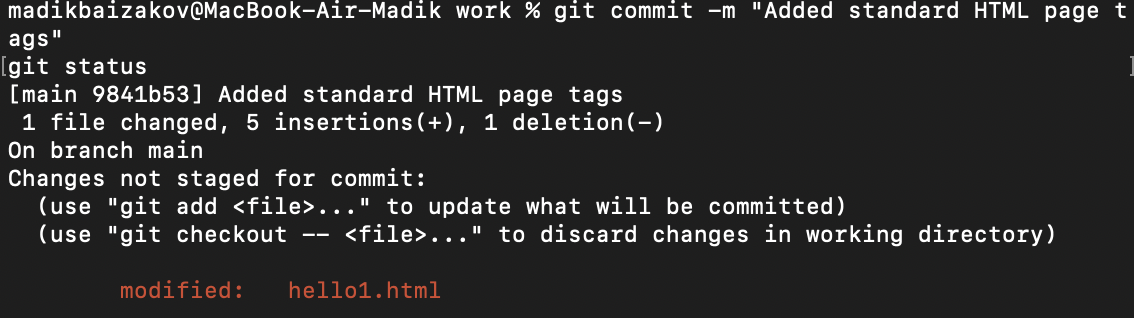 madikbaizakov@MacBook-Air-Madik work % git commit -m "Added standard HTML page t
ags"
[git status ]
[main 9841b53] Added standard HTML page tags
 1 file changed, 5 insertions(+), 1 deletion(-)
On branch main
Changes not staged for commit:
  (use "git add <file>..." to update what will be committed)
  (use "git checkout -- <file>..." to discard changes in working directory)

        modified:   hello1.html